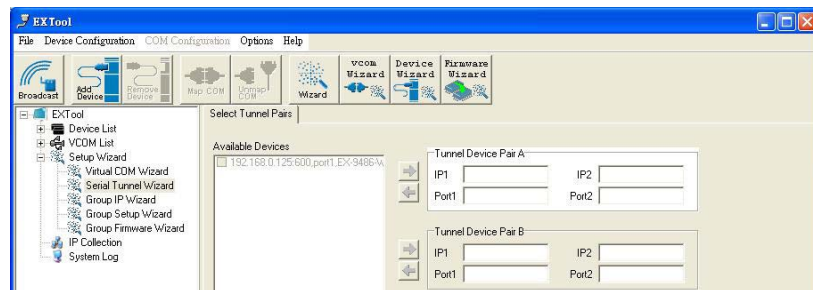 EXTool
File Device Configuration COM Configuration Options Help
Broadcast
Add Device
Remove Device
Map COM
Unmap COM
Wizard
vcom Wizard
Device Wizard
Firmware Wizard
EXTool
Device List
VCOM List
Setup Wizard
Virtual COM Wizard
Serial Tunnel Wizard
Group IP Wizard
Group Setup Wizard
Group Firmware Wizard
IP Collection
System Log
Select Tunnel Pairs
Available Devices
192.168.0.125:600,port1,EX-9486-W
Tunnel Device Pair A
IP1 IP2
Port1 Port2
Tunnel Device Pair B
IP1 IP2
Port1 Port2